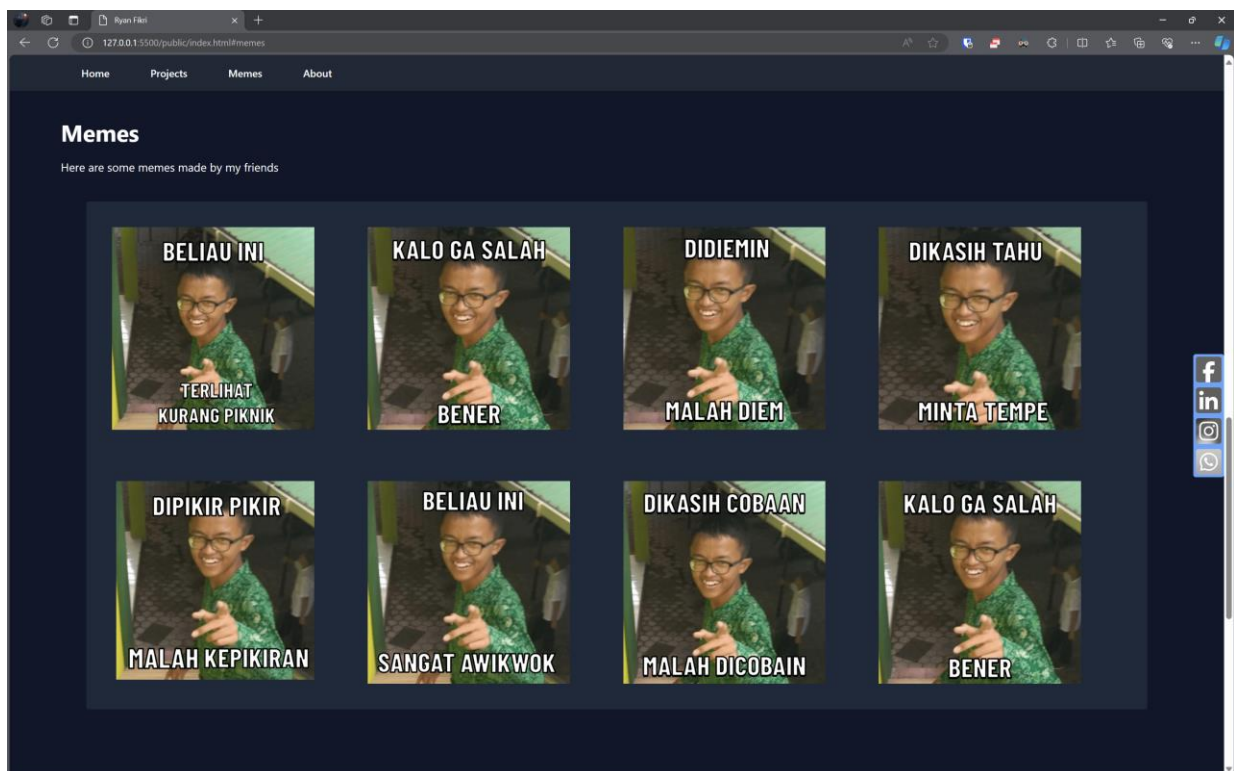 Ryan Fikri
127.0.0.1:5500/public/index.html#memes
Home Projects Memes About
Memes
Here are some memes made by my friends
BELIAU INI
TERLIHAT
KURANG PIKNIK
KALO GA SALAH
BENER
DIDIEMIN
MALAH DIEM
DIKASIH TAHU
MINTA TEMPE
DIPIKIR PIKIR
MALAH KEPIKIRAN
BELIAU INI
SANGAT AWIKWOK
DIKASIH COBAAN
MALAH DICOBAIN
KALO GA SALAH
BENER
f
in